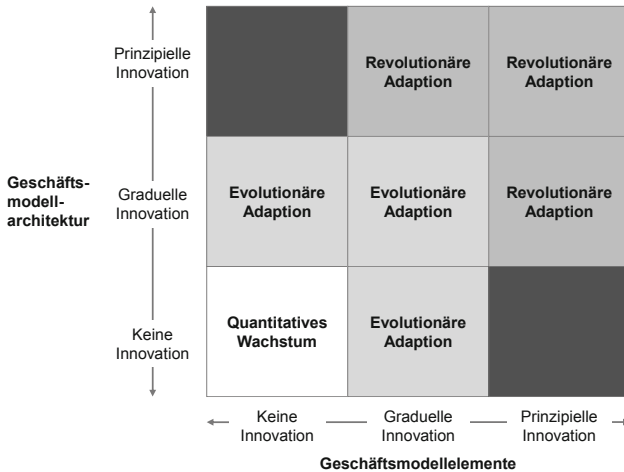 Prinzipielle
Innovation
Revolutionäre
Adaption
Revolutionäre
Adaption
Geschäfts-
modell-
architektur
Graduelle
Innovation
Evolutionäre
Adaption
Evolutionäre
Adaption
Revolutionäre
Adaption
Keine
Innovation
Quantitatives
Wachstum
Evolutionäre
Adaption
Keine
Innovation
Graduelle
Innovation
Prinzipielle
Innovation
Geschäftsmodellelemente